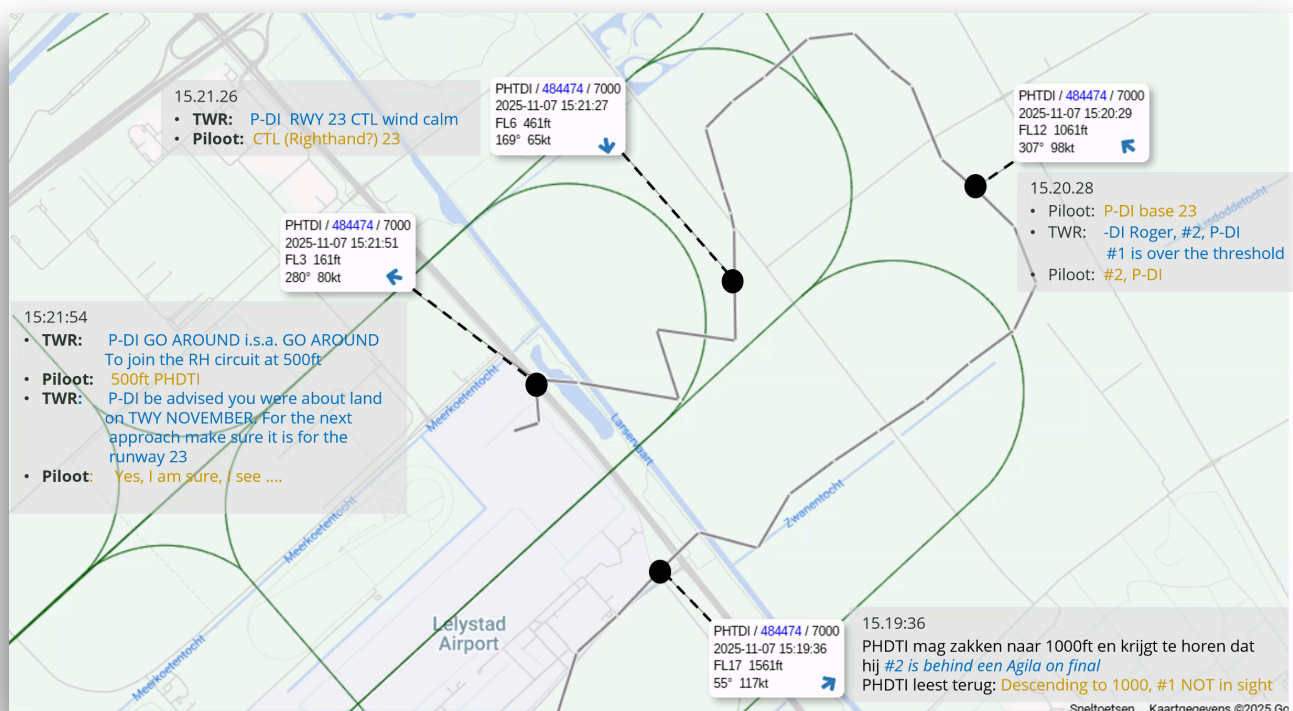 15.21.26
• TWR: P-DI RWY 23 CTL wind calm
• Piloot: CTL (Righthand?) 23
PHTDI / 484474 / 7000
2025-11-07 15:21:27
FL6 461ft
169° 65kt
PHTDI / 484474 / 7000
2025-11-07 15:20:29
FL12 1061ft
307° 98kt
15.20.28
• Piloot: P-DI base 23
• TWR: -DI Roger, #2, P-DI
#1 is over the threshold
• Piloot: #2, P-DI
Lisdoddetocht
PHTDI / 484474 / 7000
2025-11-07 15:21:51
FL3 161ft
280° 80kt
15:21:54
• TWR: P-DI GO AROUND i.s.a. GO AROUND
To join the RH circuit at 500ft
• Piloot: 500ft PHDTI
• TWR: P-DI be advised you were about land
on TWY NOVEMBER. For the next
approach make sure it is for the
runway 23
• Piloot: Yes, I am sure, I see ....
Meerkoetentocht
Larservaart
Zwanentocht
Meerkoetentocht
Meerkoetentocht
Lelystad
Airport
PHTDI / 484474 / 7000
2025-11-07 15:19:36
FL17 1561ft
55° 117kt
15.19:36
PHDTI mag zakken naar 1000ft en krijgt te horen dat
hij #2 is behind een Agila on final
PHDTI leest terug: Descending to 1000, #1 NOT in sight
Sneltoetsen Kaartgegevens ©2025 Go